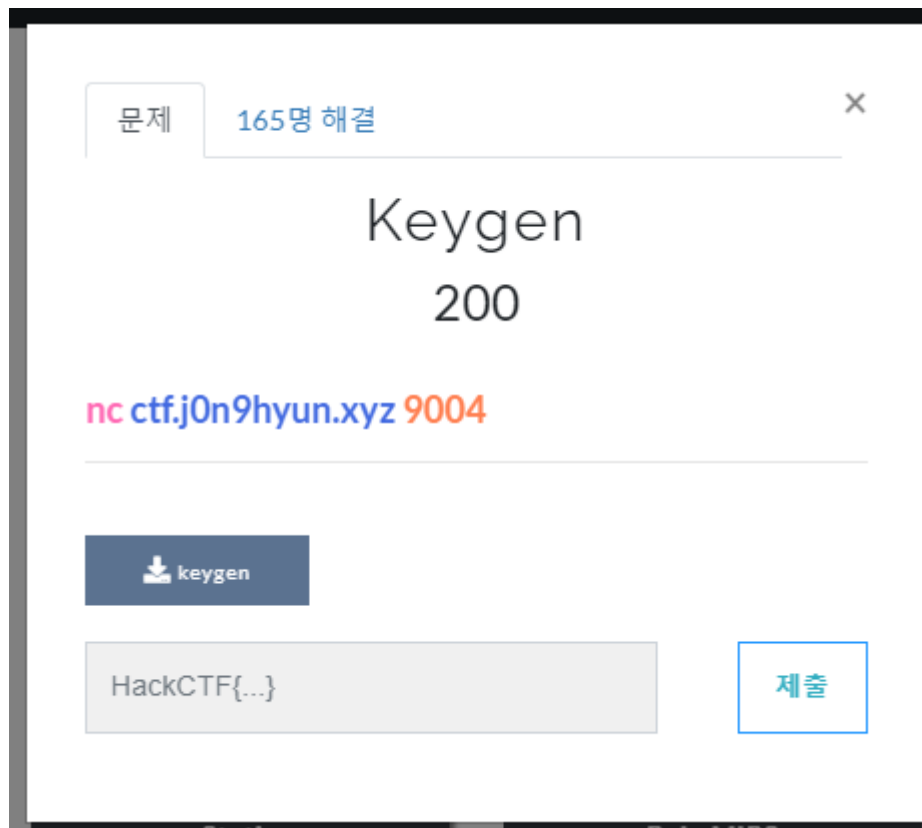 문제 165명 해결 ×
Keygen
200
nc ctf.j0n9hyun.xyz 9004
keygen
HackCTF{...} 제출